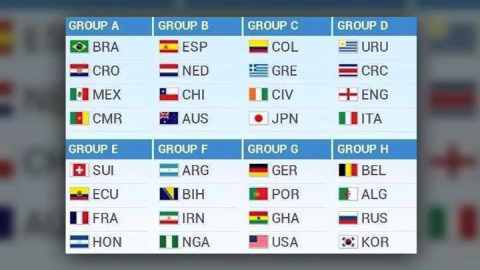 GROUP A GROUP B GROUP C GROUP D
BRA ESP COL URU
CRO NED GRE CRC
MEX CHI CIV ENG
CMR AUS JPN ITA
GROUP E GROUP F GROUP G GROUP H
SUI ARG GER BEL
ECU BIH POR ALG
FRA IRN GHA RUS
HON NGA USA KOR